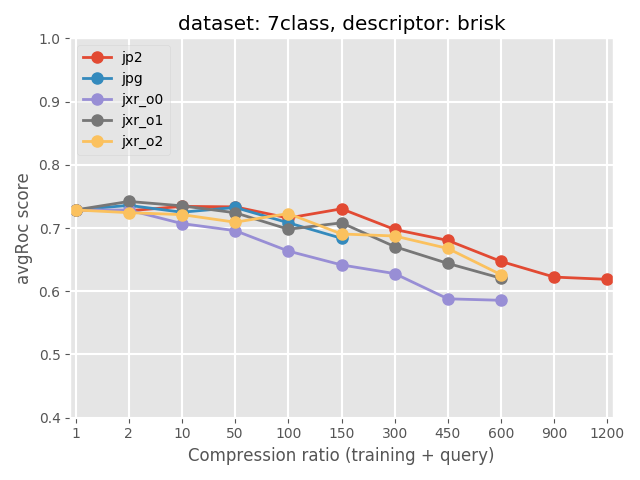 dataset: 7class, descriptor: brisk
1.0
0.9
0.8
0.7
0.6
0.5
0.4
avgRoc score
jp2
jpg
jxr_o0
jxr_o1
jxr_o2
1 2 10 50 100 150 300 450 600 900 1200
Compression ratio (training + query)